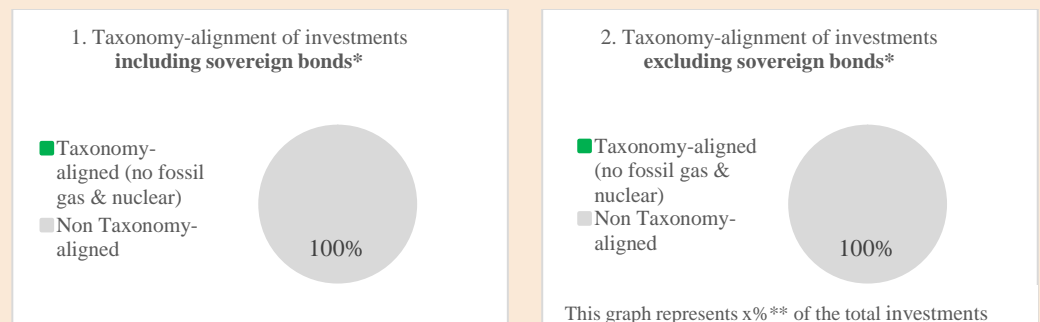 1. Taxonomy-alignment of investments
including sovereign bonds*
Taxonomy-
aligned (no fossil
gas & nuclear)
Non Taxonomy-
aligned
100%
2. Taxonomy-alignment of investments
excluding sovereign bonds*
Taxonomy-aligned
(no fossil gas &
nuclear)
Non Taxonomy-
aligned
100%
This graph represents x%** of the total investments